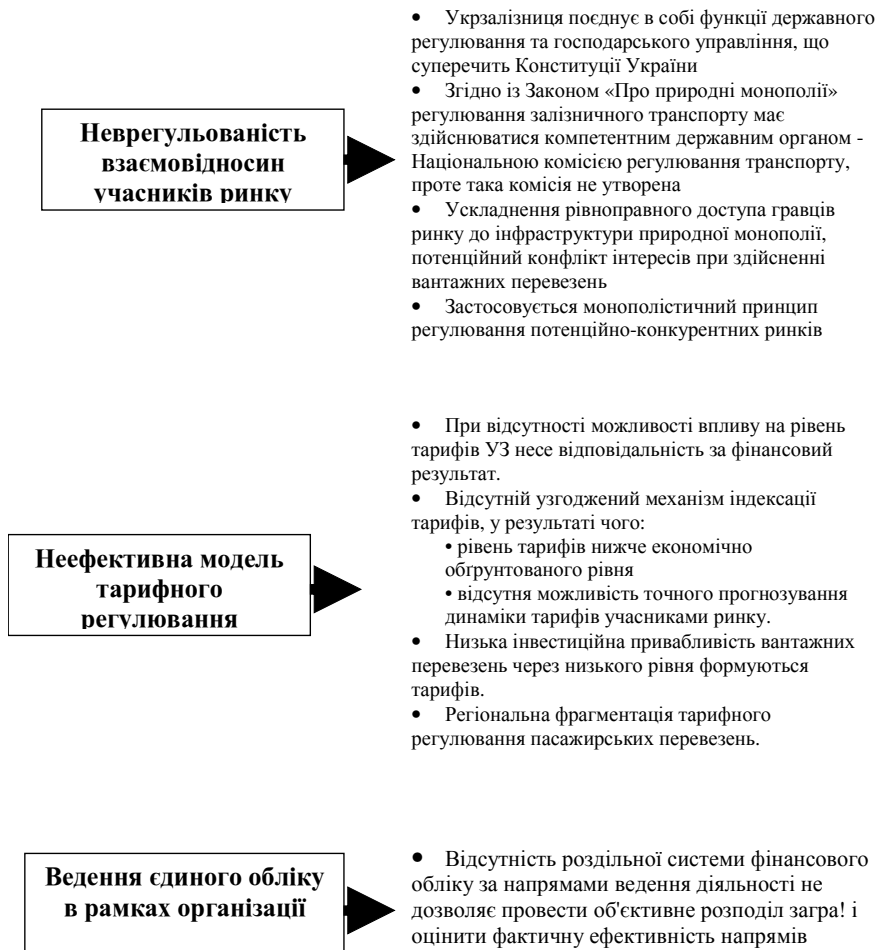 • Укрзалізниця поєднує в собі функції державного
регулювання та господарського управління, що
суперечить Конституції України
• Згідно із Законом «Про природні монополії»
регулювання залізничного транспорту має
здійснюватися компетентним державним органом -
Національною комісією регулювання транспорту,
проте така комісія не утворена
• Ускладнення рівноправного доступа гравців
ринку до інфраструктури природної монополії,
потенційний конфлікт інтересів при здійсненні
вантажних перевезень
• Застосовується монополістичний принцип
регулювання потенційно-конкурентних ринків
Неврегульованість
взаємовідносин
учасників ринку
• При відсутності можливості впливу на рівень
тарифів УЗ несе відповідальність за фінансовий
результат.
• Відсутній узгоджений механізм індексації
тарифів, у результаті чого:
• рівень тарифів нижче економічно
обґрунтованого рівня
• відсутня можливість точного прогнозування
динаміки тарифів учасниками ринку.
• Низька інвестиційна привабливість вантажних
перевезень через низького рівня формуються
тарифів.
• Регіональна фрагментація тарифного
регулювання пасажирських перевезень.
Неефективна модель
тарифного
регулювання
Ведення єдиного обліку
в рамках організації
• Відсутність роздільної системи фінансового
обліку за напрямами ведення діяльності не
дозволяє провести об'єктивне розподіл загра! і
оцінити фактичну ефективність напрямів